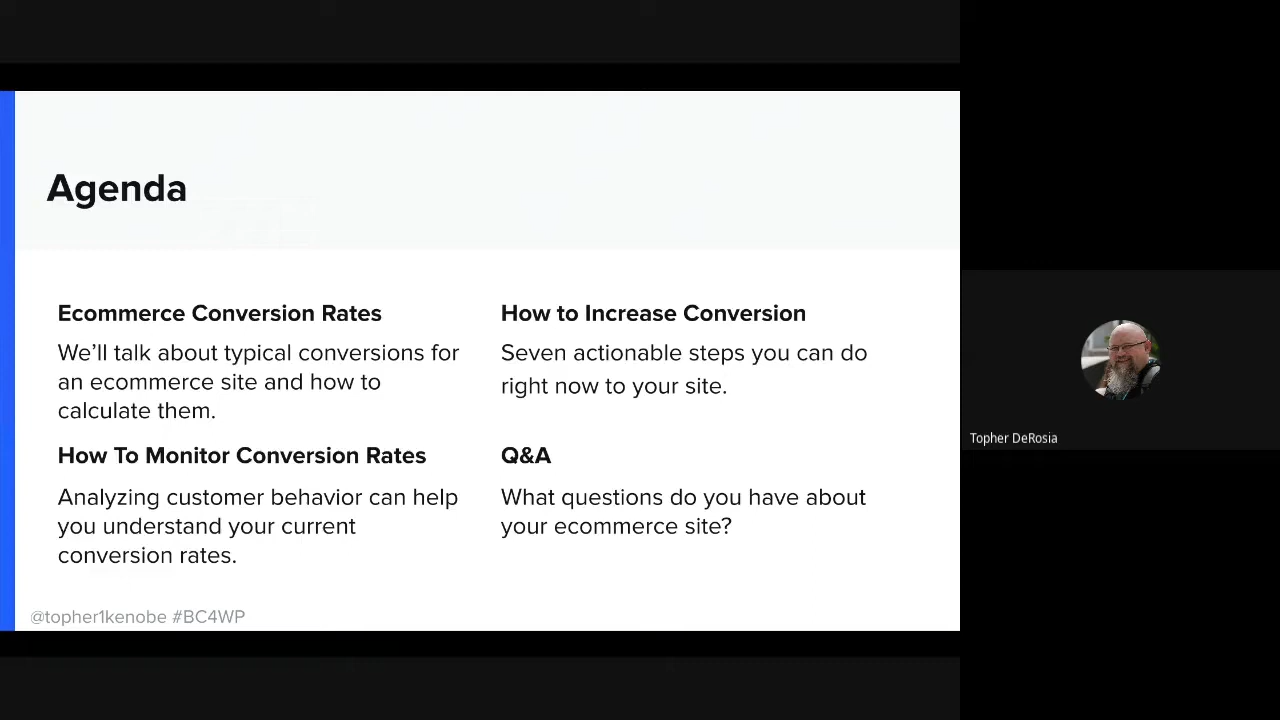 Agenda
Ecommerce Conversion Rates
We’ll talk about typical conversions for
an ecommerce site and how to
calculate them.
How To Monitor Conversion Rates
Analyzing customer behavior can help
you understand your current
conversion rates.
How to Increase Conversion
Seven actionable steps you can do
right now to your site.
Q&A
What questions do you have about
your ecommerce site?
@topher1kenobe #BC4WP
Topher DeRosia